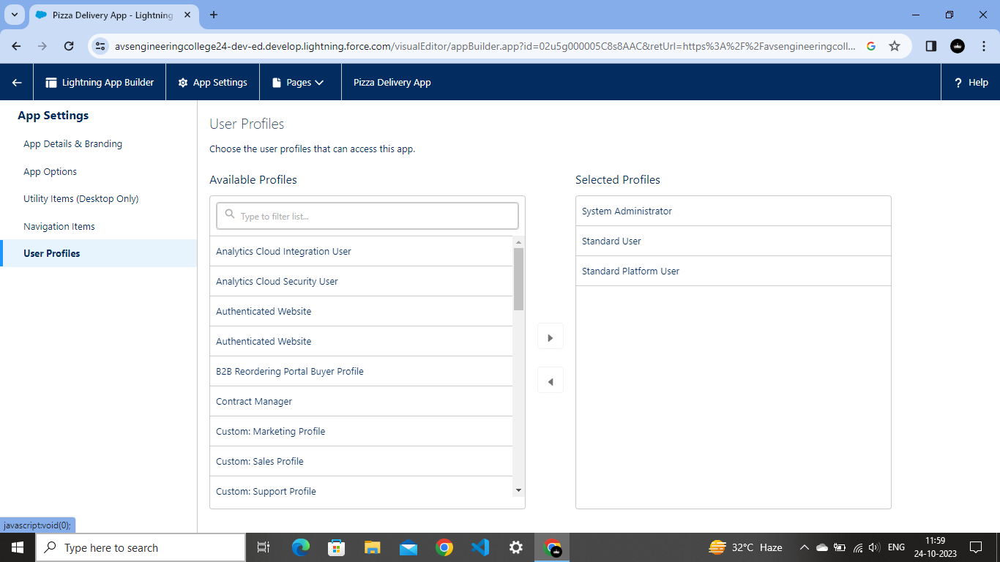 Pizza Delivery App - Lightning
avsengineeringcollege24-dev-ed.develop.lightning.force.com/visualEditor/appBuilder.app?id=02u5g000005C8s8AAC&retUrl=https%3A%2F%2Favsengineeringcoll...
Lightning App Builder
App Settings
Pages
Pizza Delivery App
? Help
App Settings
App Details & Branding
App Options
Utility Items (Desktop Only)
Navigation Items
User Profiles
User Profiles
Choose the user profiles that can access this app.
Available Profiles
Type to filter list...
Analytics Cloud Integration User
Analytics Cloud Security User
Authenticated Website
Authenticated Website
B2B Reordering Portal Buyer Profile
Contract Manager
Custom: Marketing Profile
Custom: Sales Profile
Custom: Support Profile
Selected Profiles
System Administrator
Standard User
Standard Platform User
javascript:void(0);
Type here to search
32°C Haze
ENG
11:59
24-10-2023